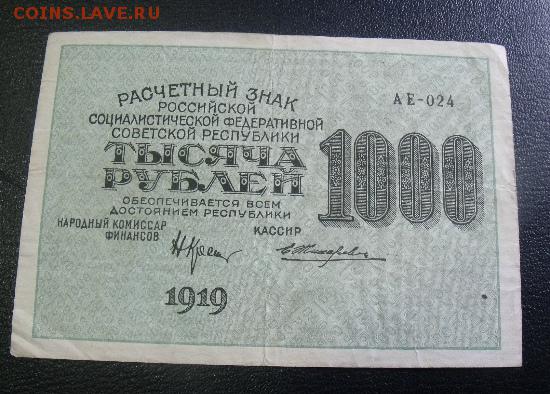 COINS.LAVE.RU
РАСЧЕТНЫЙ ЗНАК
РОССИЙСКОЙ
СОЦИАЛИСТИЧЕСКОЙ ФЕДЕРАТИВНОЙ
СОВЕТСКОЙ РЕСПУБЛИКИ
ТЫСЯЧА
РУБЛЕЙ
ОБЕСПЕЧИВАЕТСЯ ВСЕМ
ДОСТОЯНИЕМ РЕСПУБЛИКИ
НАРОДНЫЙ КОМИССАР
ФИНАНСОВ
КАССИР
1919
АЕ-024
1000